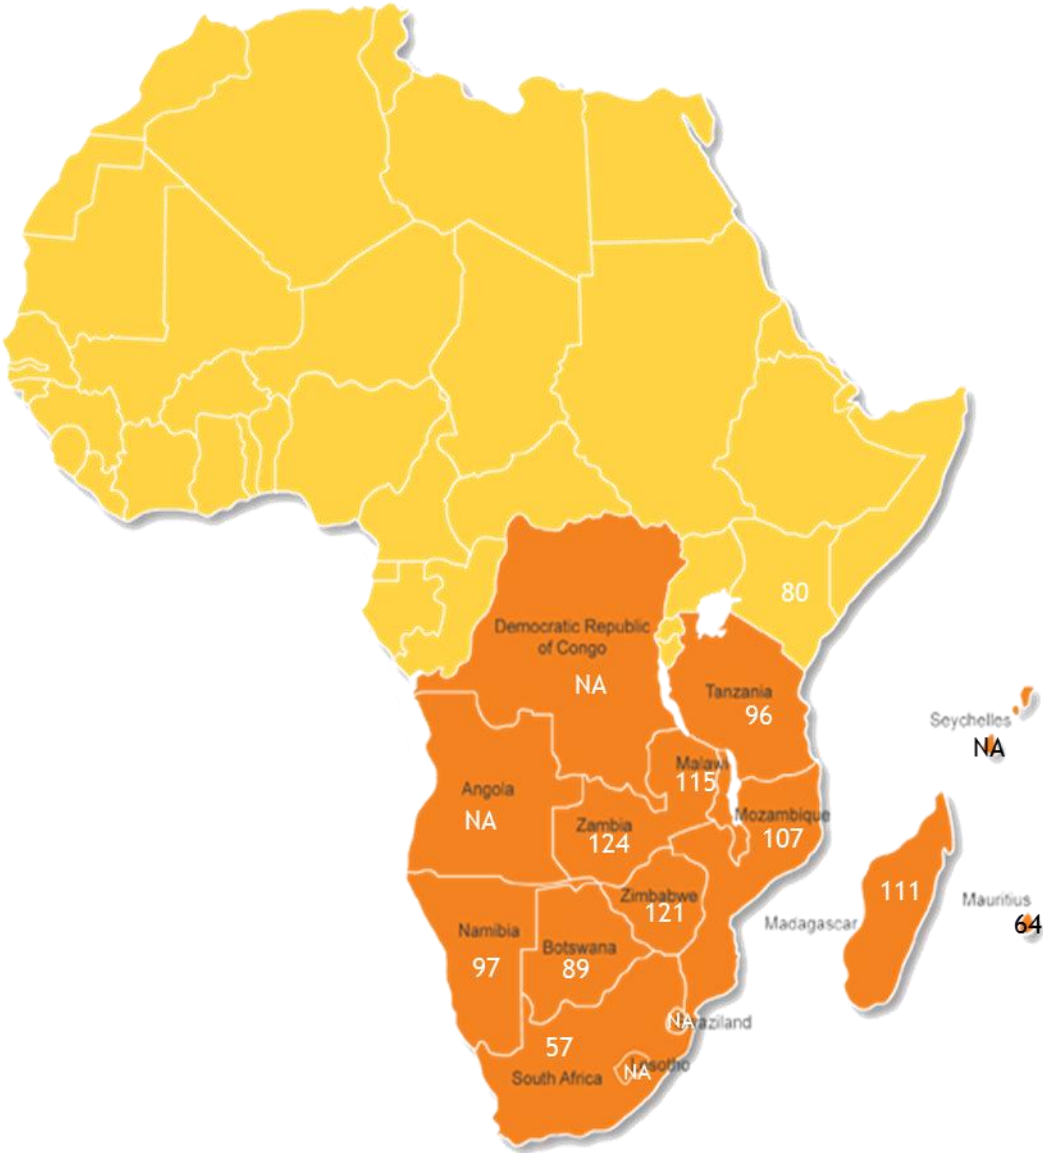 80
Democratic Republic
of Congo
NA
Tanzania
96
Seychelles
NA
Malawi
115
Angola
NA
Mozambique
107
Zambia
124
111
Madagascar
Mauritius
64
Zimbabwe
121
Namibia
97
Botswana
89
NA
Swaziland
57
South Africa
Lesotho
NA